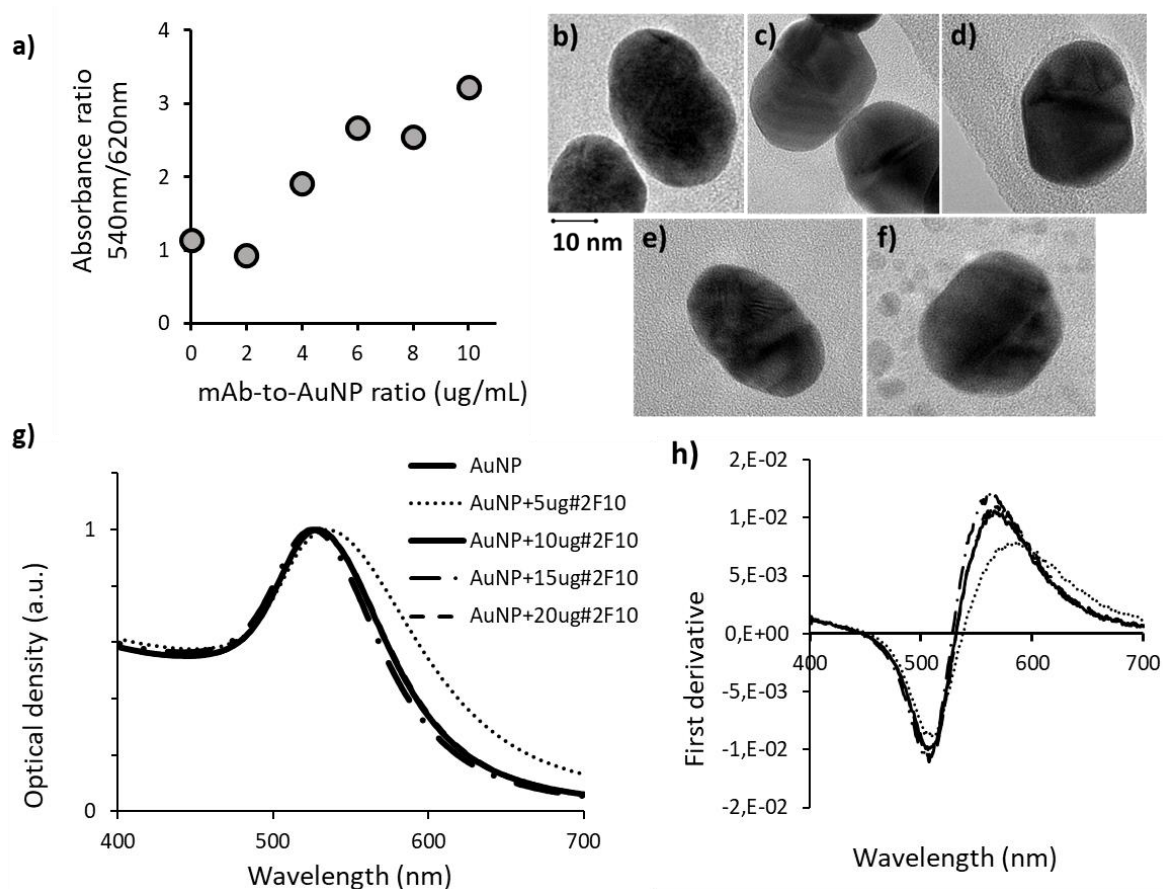 a)
Absorbance ratio
540nm/620nm
4
3
2
1
0
0 2 4 6 8 10
mAb-to-AuNP ratio (ug/mL)
b)
c)
d)
10 nm
e)
f)
g)
Optical density (a.u.)
1
0
400 500 600 700
Wavelength (nm)
AuNP
AuNP+5ug#2F10
AuNP+10ug#2F10
AuNP+15ug#2F10
AuNP+20ug#2F10
h)
First derivative
2,E-02
1,E-02
5,E-03
0,E+00
-5,E-03
-1,E-02
-2,E-02
400 500 600 700
Wavelength (nm)